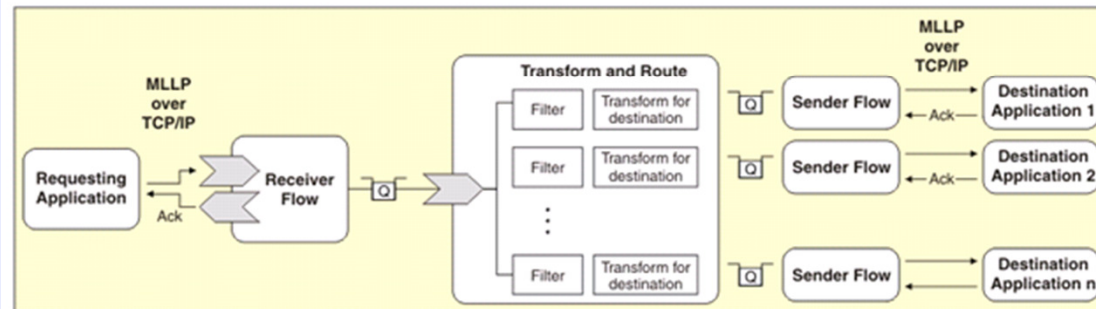 MLLP
over
TCP/IP
Requesting
Application
Ack
Receiver
Flow
Q
Transform and Route
Filter
Transform for
destination
Filter
Transform for
destination
Filter
Transform for
destination
Q
Sender Flow
Q
Sender Flow
Q
Sender Flow
MLLP
over
TCP/IP
Ack
Destination
Application 1
Ack
Destination
Application 2
Destination
Application n